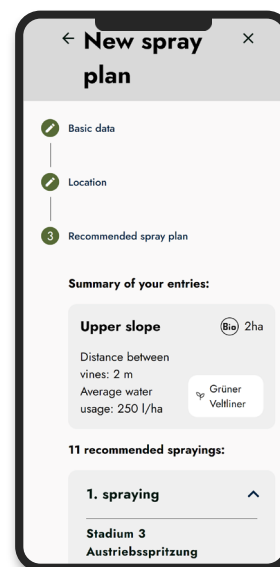 New spray
plan
Basic data
Location
3 Recommended spray plan
Summary of your entries:
Upper slope
Bio 2ha
Distance between
vines: 2 m
Average water
usage: 250 l/ha
Grüner
Veltliner
11 recommended sprayings:
1. spraying
Stadium 3
Austriebsspritzung